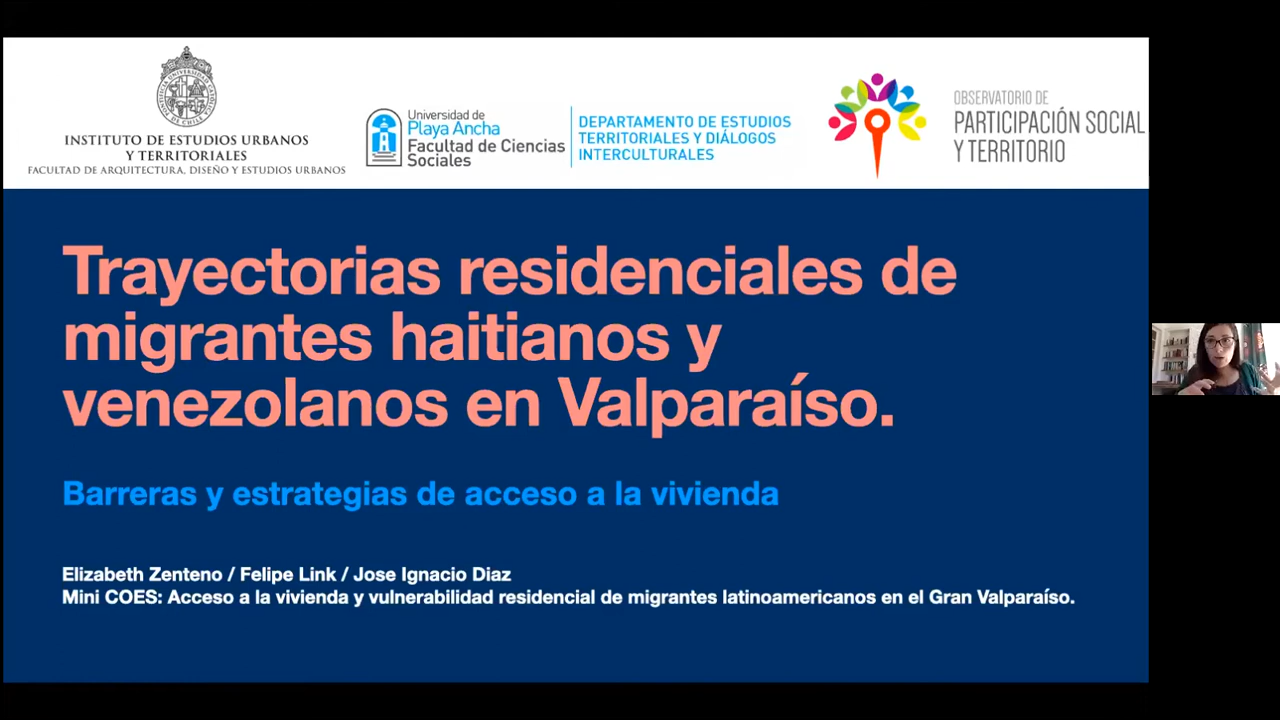 INSTITUTO DE ESTUDIOS URBANOS
Y TERRITORIALES
FACULTAD DE ARQUITECTURA, DISEÑO Y ESTUDIOS URBANOS
Universidad de
Playa Ancha
Facultad de Ciencias
Sociales
DEPARTAMENTO DE ESTUDIOS
TERRITORIALES Y DIÁLOGOS
INTERCULTURALES
OBSERVATORIO DE
PARTICIPACIÓN SOCIAL
Y TERRITORIO
Trayectorias residenciales de
migrantes haitianos y
venezolanos en Valparaíso.
Barreras y estrategias de acceso a la vivienda
Elizabeth Zenteno / Felipe Link / Jose Ignacio Diaz
Mini COES: Acceso a la vivienda y vulnerabilidad residencial de migrantes latinoamericanos en el Gran Valparaíso.